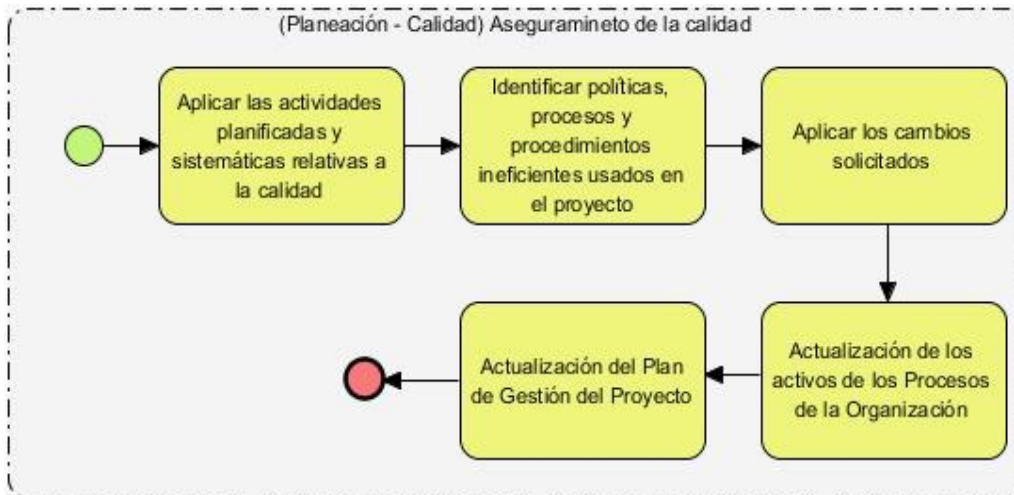 (Planeación - Calidad) Aseguramineto de la calidad
Aplicar las actividades
planificadas y
sistemáticas relativas a
la calidad
Identificar políticas,
procesos y
procedimientos
ineficientes usados en
el proyecto
Aplicar los cambios
solicitados
Actualización de los
activos de los Procesos
de la Organización
Actualización del Plan
de Gestión del Proyecto